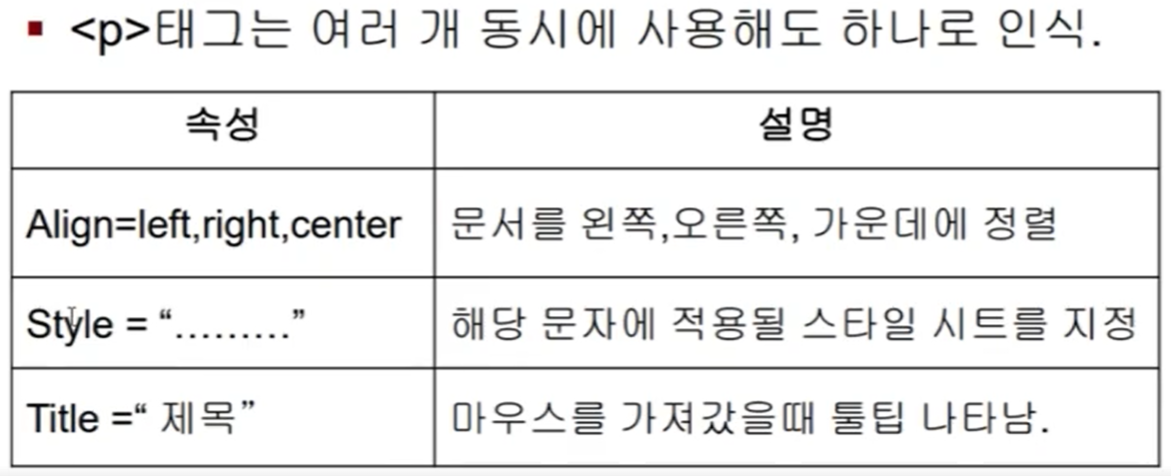 ▪ <p>태그는 여러 개 동시에 사용해도 하나로 인식.
속성 설명
Align=left,right,center 문서를 왼쪽,오른쪽, 가운데에 정렬
Style = “.........” 해당 문자에 적용될 스타일 시트를 지정
Title =“ 제목” 마우스를 가져갔을때 툴팁 나타남.